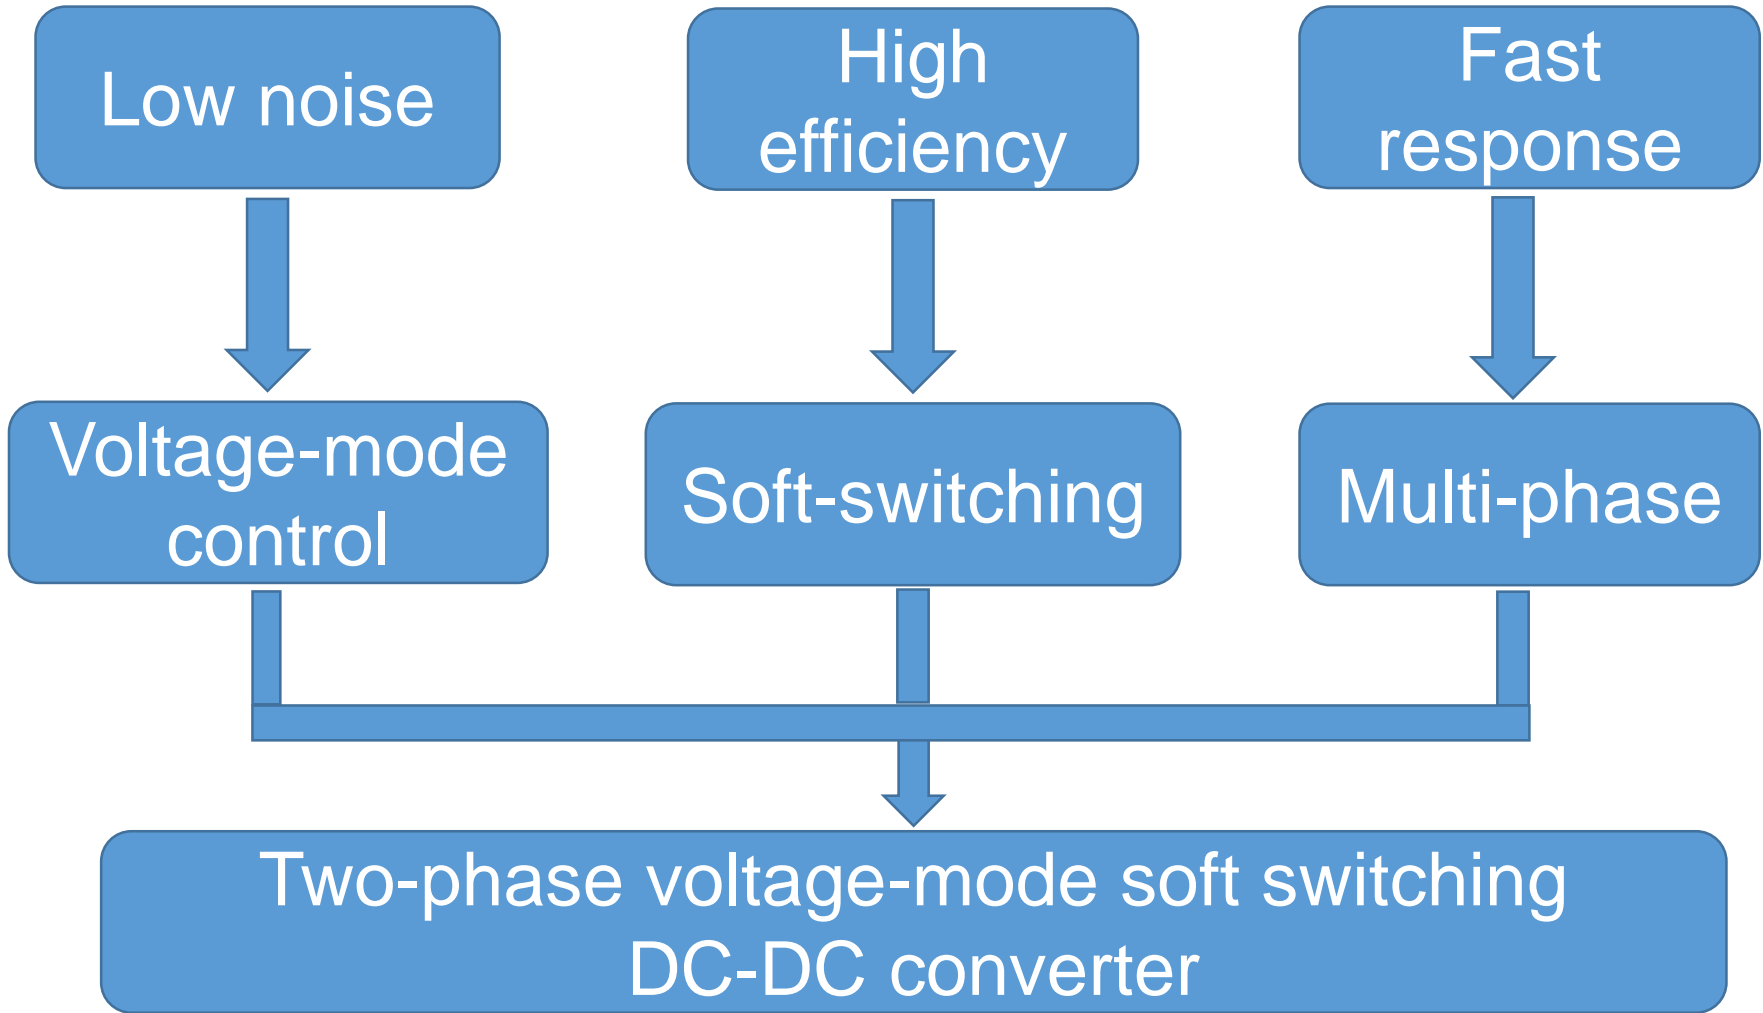 Low noise
High
efficiency
Fast
response
Voltage-mode
control
Soft-switching
Multi-phase
Two-phase voltage-mode soft switching
DC-DC converter